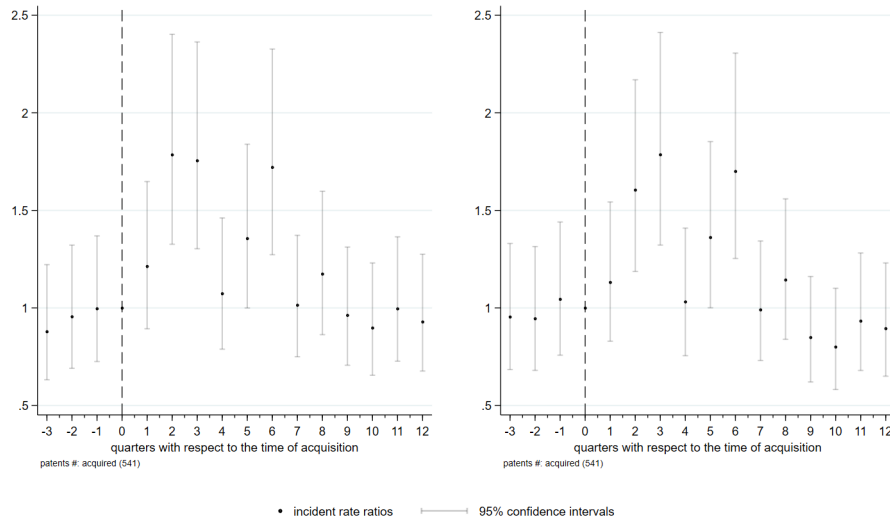 2.5
2
1.5
1
.5
-3 -2 -1 0 1 2 3 4 5 6 7 8 9 10 11 12
quarters with respect to the time of acquisition
patents #: acquired (541)
2.5
2
1.5
1
.5
-3 -2 -1 0 1 2 3 4 5 6 7 8 9 10 11 12
quarters with respect to the time of acquisition
patents #: acquired (541)
incident rate ratios 95% confidence intervals